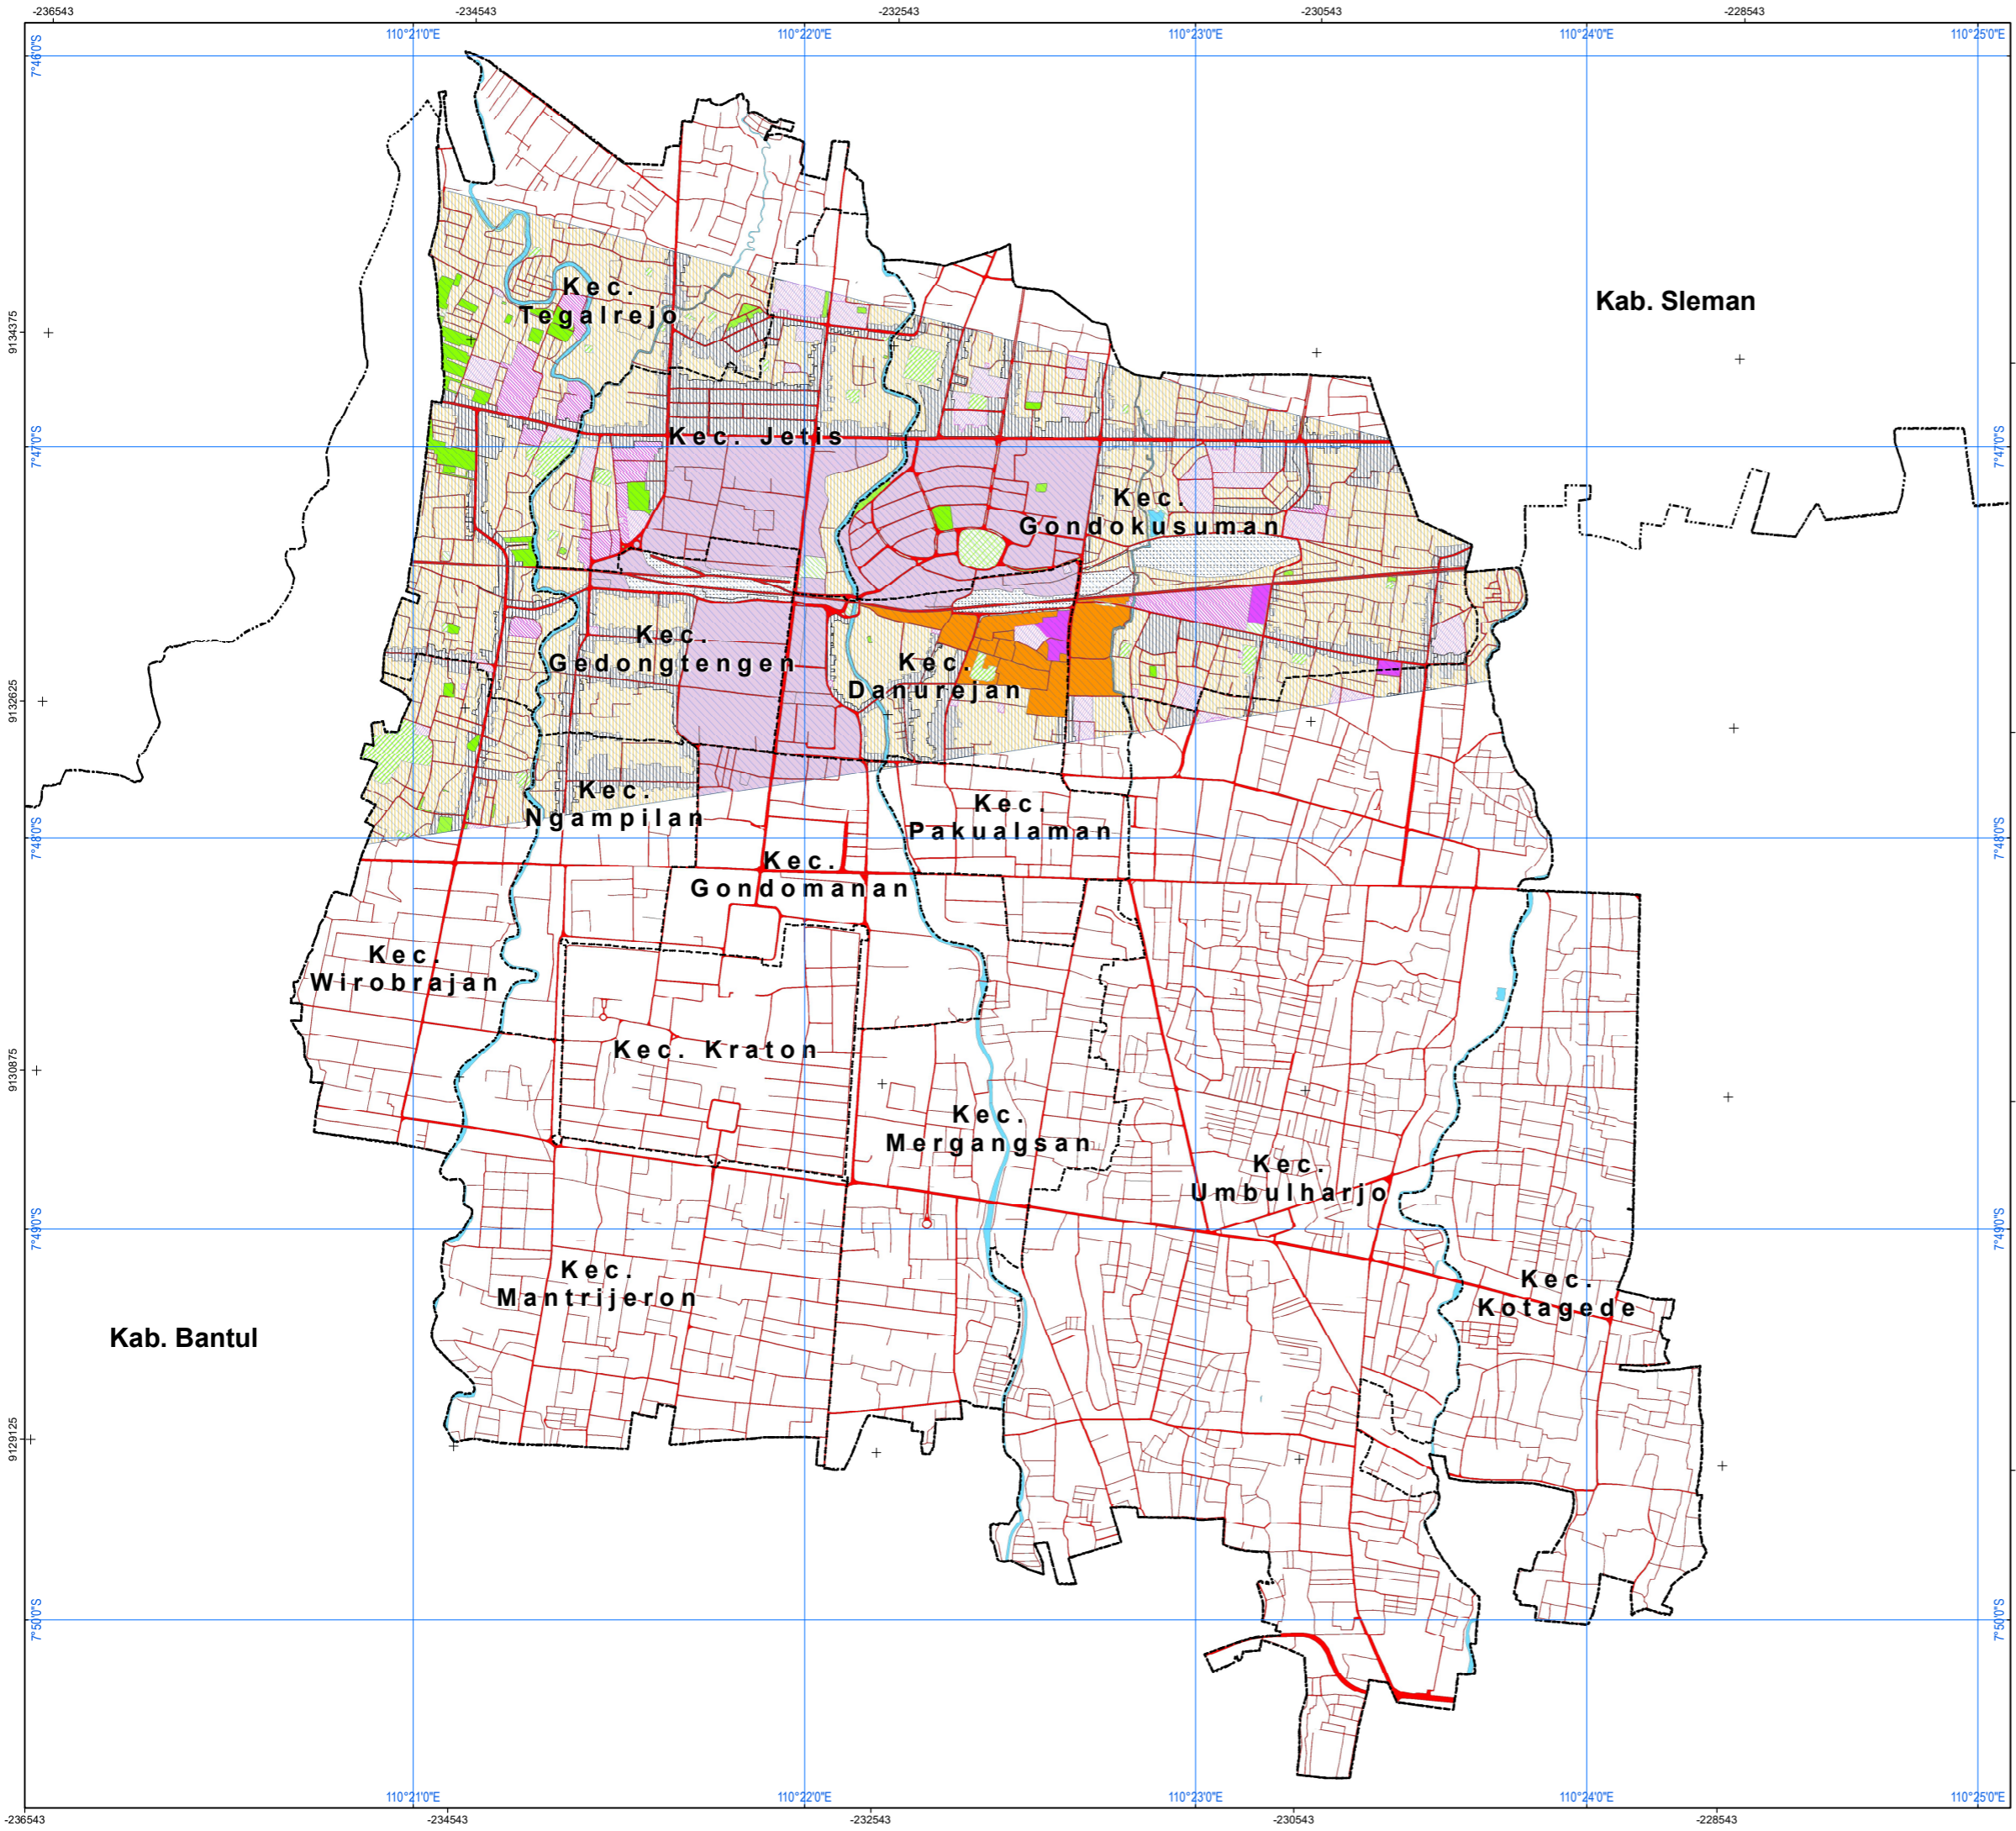 -236543
-234543
-232543
-230543
-228543
110°21'0"E
110°22'0"E
110°23'0"E
110°24'0"E
110°25'0"E
7°46'0"S
7°46'0"S
Kec.
Tegalrejo
Kab. Sleman
9134375
Kec. Jetis
7°47'0"S
7°47'0"S
Kec.
Gondokusuman
Kec.
Gedongtengen
Kec.
Danurejan
9132625
Kec.
Ngampilan
Kec.
Pakualaman
7°48'0"S
7°48'0"S
Kec.
Gondomanan
Kec.
Wirobrajan
Kec. Kraton
9130875
Kec.
Mergangsan
Kec.
Umbulharjo
7°49'0"S
7°49'0"S
Kec.
Mantrijeron
Kec.
Kotagede
Kab. Bantul
9129125
7°50'0"S
7°50'0"S
110°21'0"E
110°22'0"E
110°23'0"E
110°24'0"E
110°25'0"E
-236543
-234543
-232543
-230543
-228543